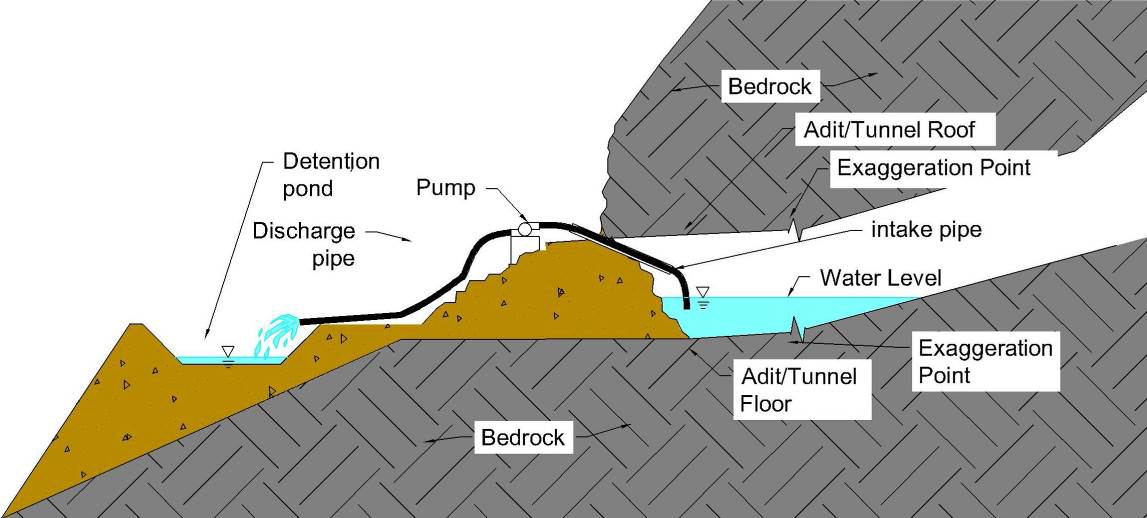 Bedrock
Adit/Tunnel Roof
Exaggeration Point
Detention
pond
Pump
Discharge
pipe
intake pipe
Water Level
Exaggeration
Point
Adit/Tunnel
Floor
Bedrock